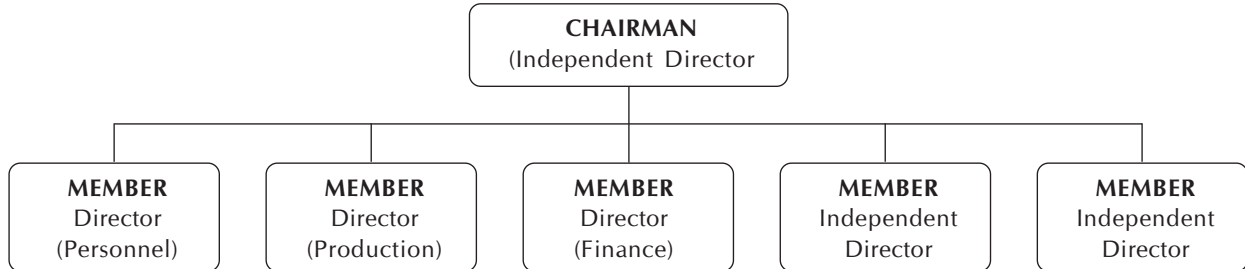 CHAIRMAN
(Independent Director
MEMBER
Director
(Personnel)
MEMBER
Director
(Production)
MEMBER
Director
(Finance)
MEMBER
Independent
Director
MEMBER
Independent
Director